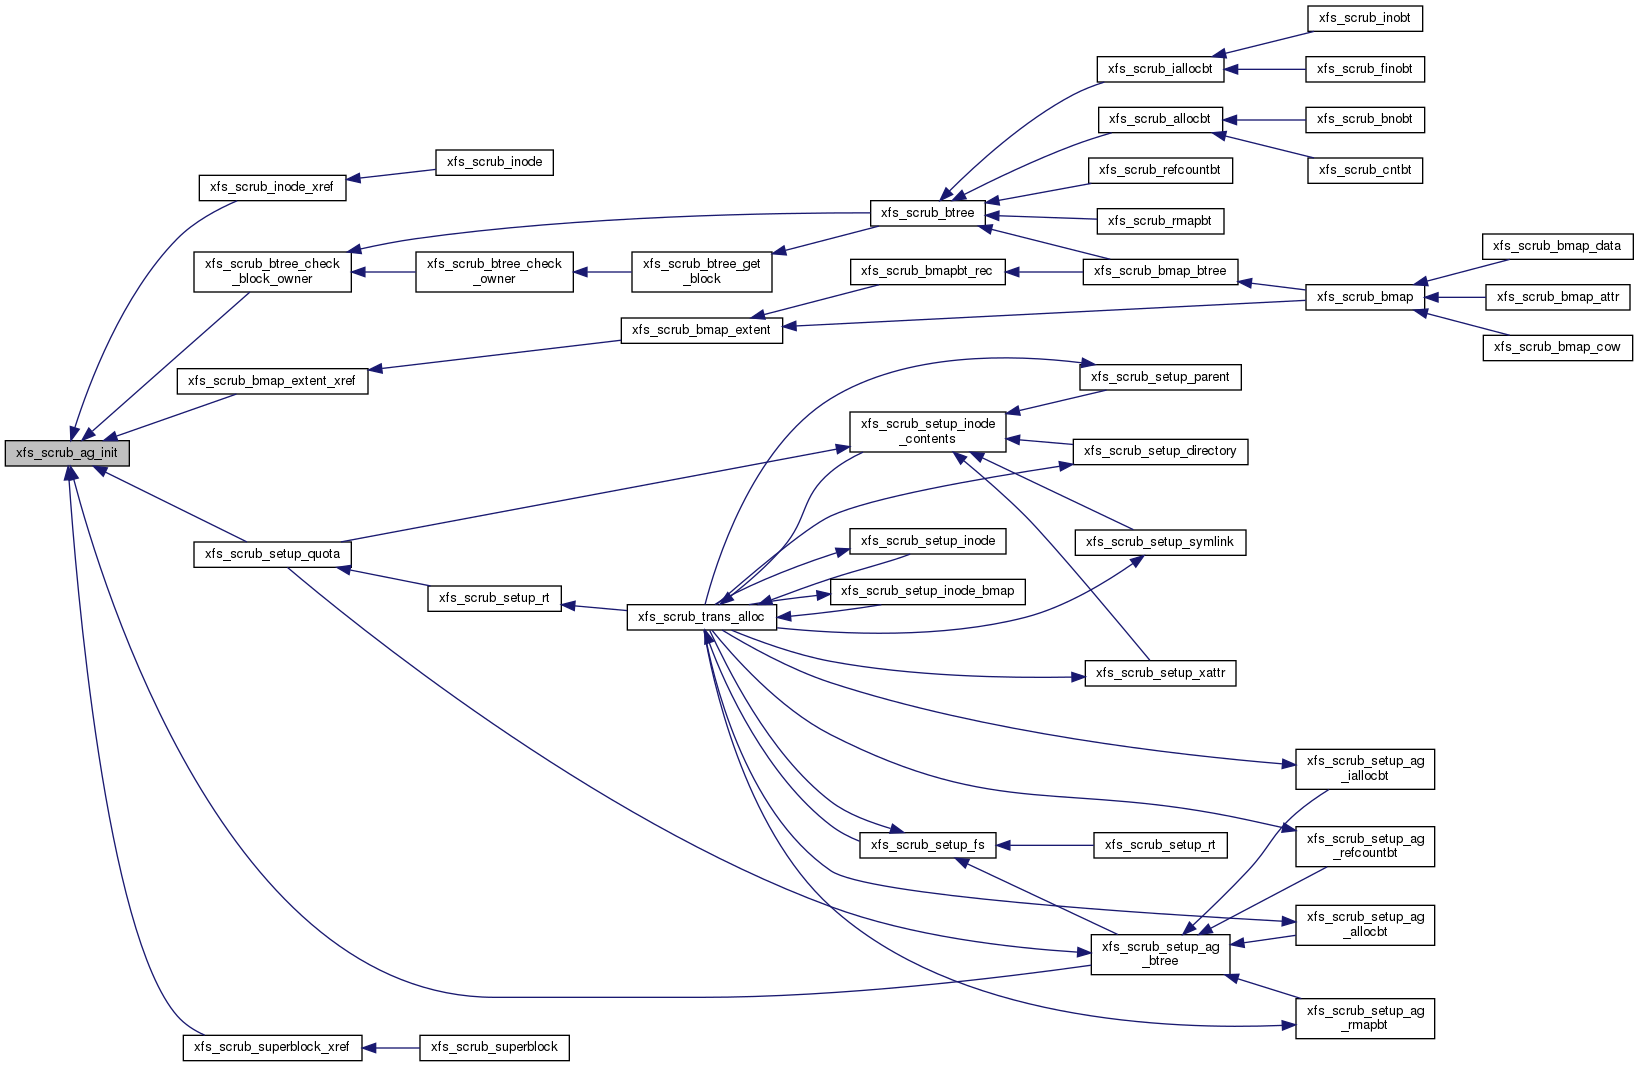 xfs_scrub_inobt
xfs_scrub_iallocbt
xfs_scrub_finobt
xfs_scrub_allocbt
xfs_scrub_bnobt
xfs_scrub_inode
xfs_scrub_refcountbt
xfs_scrub_cntbt
xfs_scrub_inode_xref
xfs_scrub_btree
xfs_scrub_rmapbt
xfs_scrub_bmap_data
xfs_scrub_btree_check
_block_owner
xfs_scrub_btree_check
_owner
xfs_scrub_btree_get
_block
xfs_scrub_bmapbt_rec
xfs_scrub_bmap_btree
xfs_scrub_bmap
xfs_scrub_bmap_attr
xfs_scrub_bmap_extent
xfs_scrub_bmap_cow
xfs_scrub_bmap_extent_xref
xfs_scrub_setup_parent
xfs_scrub_ag_init
xfs_scrub_setup_inode
_contents
xfs_scrub_setup_directory
xfs_scrub_setup_quota
xfs_scrub_setup_inode
xfs_scrub_setup_symlink
xfs_scrub_setup_rt
xfs_scrub_trans_alloc
xfs_scrub_setup_inode_bmap
xfs_scrub_setup_xattr
xfs_scrub_setup_ag
_iallocbt
xfs_scrub_setup_fs
xfs_scrub_setup_rt
xfs_scrub_setup_ag
_refcountbt
xfs_scrub_setup_ag
_allocbt
xfs_scrub_setup_ag
_btree
xfs_scrub_setup_ag
_rmapbt
xfs_scrub_superblock_xref
xfs_scrub_superblock